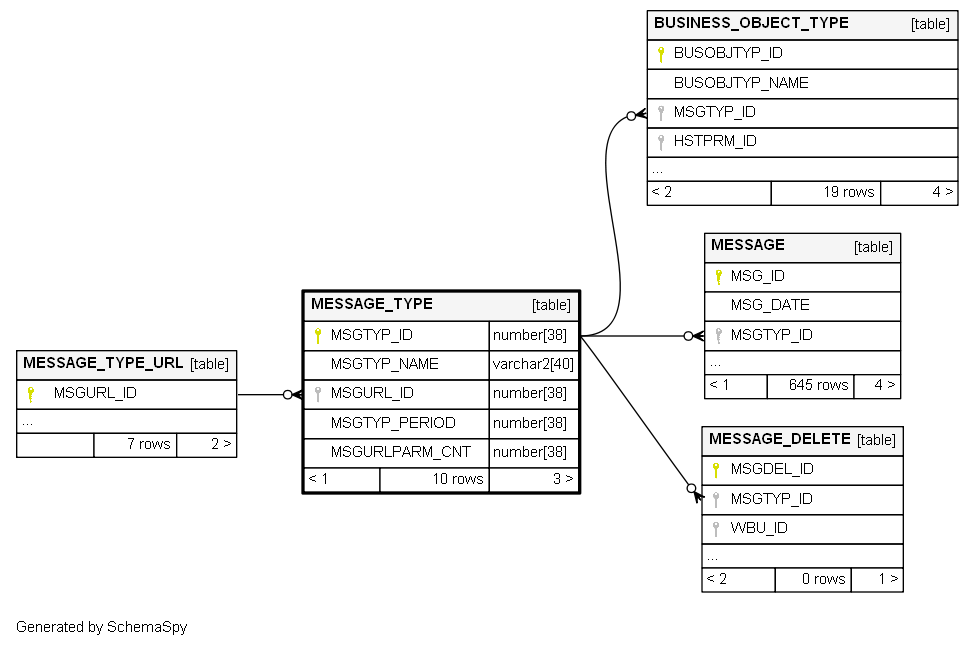 BUSINESS_OBJECT_TYPE [table]
BUSOBJTYP_ID
BUSOBJTYP_NAME
MSGTYP_ID
HSTPRM_ID
...
< 2 19 rows 4 >
MESSAGE [table]
MSG_ID
MSG_DATE
MSGTYP_ID
...
< 1 645 rows 4 >
MESSAGE_TYPE [table]
MSGTYP_ID number[38]
MSGTYP_NAME varchar2[40]
MSGURL_ID number[38]
MSGTYP_PERIOD number[38]
MSGURLPARM_CNT number[38]
< 1 10 rows 3 >
MESSAGE_TYPE_URL [table]
MSGURL_ID
...
7 rows 2 >
MESSAGE_DELETE [table]
MSGDEL_ID
MSGTYP_ID
WBU_ID
...
< 2 0 rows 1 >
Generated by SchemaSpy